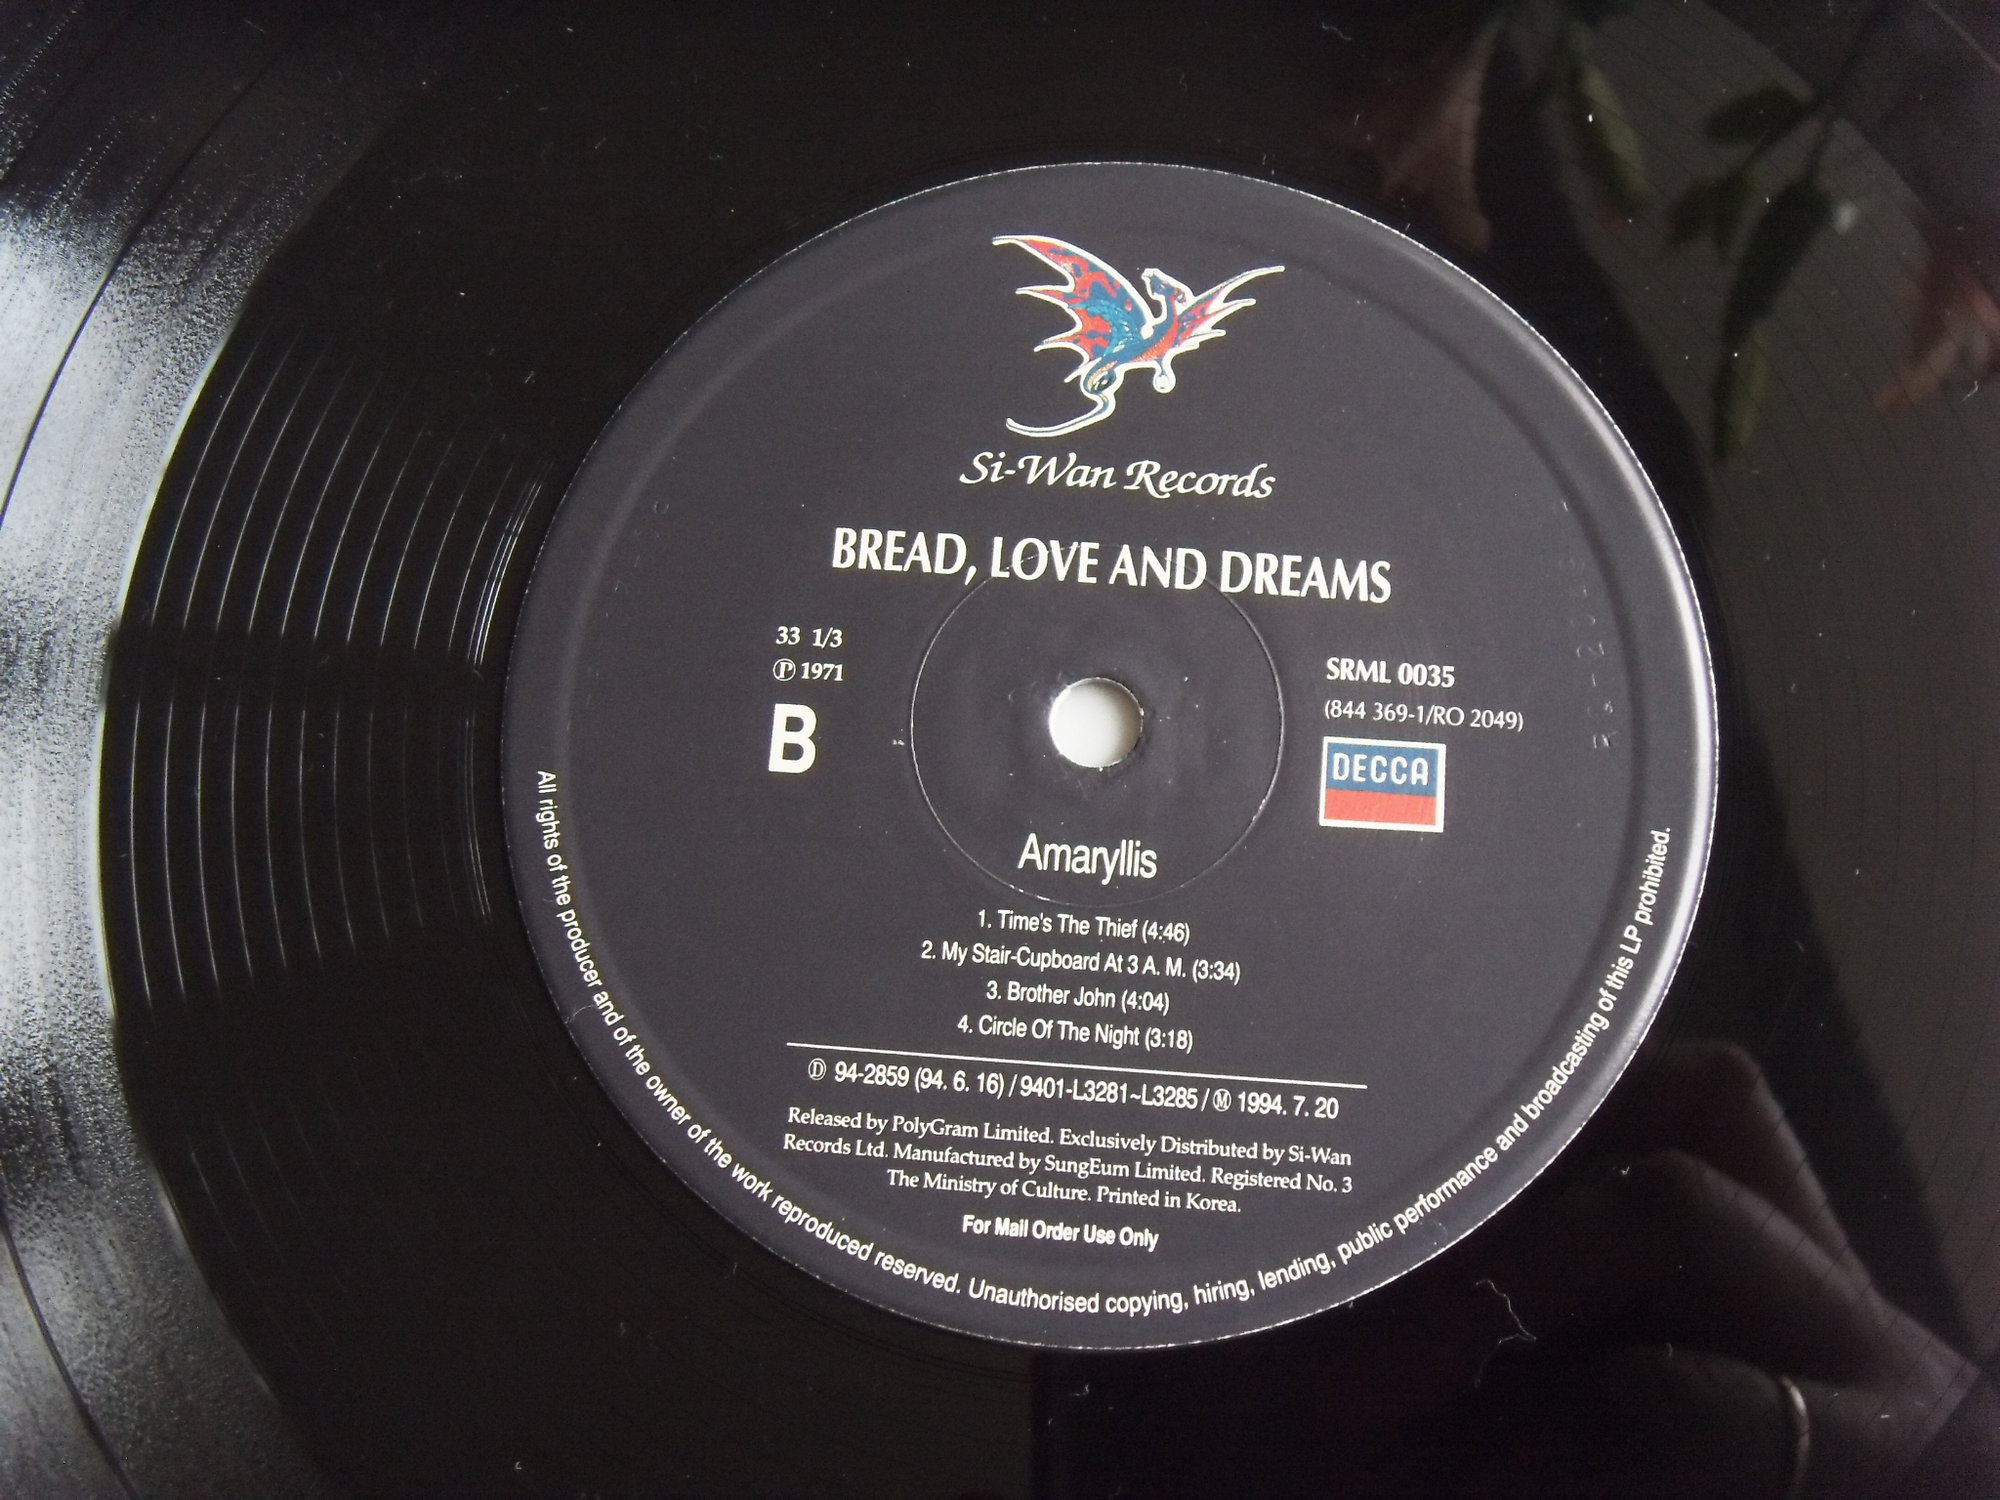 Si-Wan Records
BREAD, LOVE AND DREAMS
33 1/3
Ⓟ 1971
B
SRML 0035
(844 369-1/RO 2049)
DECCA
Amaryllis
1. Time's The Thief (4:46)
2. My Stair-Cupboard At 3 A. M. (3:34)
3. Brother John (4:04)
4. Circle Of The Night (3:18)
Ⓓ 94-2859 (94. 6. 16) / 9401-L3281~L3285 / Ⓜ 1994. 7. 20
Released by PolyGram Limited. Exclusively Distributed by Si-Wan
Records Ltd. Manufactured by SungEum Limited. Registered No. 3
The Ministry of Culture. Printed in Korea.
For Mail Order Use Only
All rights of the producer and of the owner of the work reproduced reserved. Unauthorised copying, hiring, lending, public performance and broadcasting of this LP prohibited.